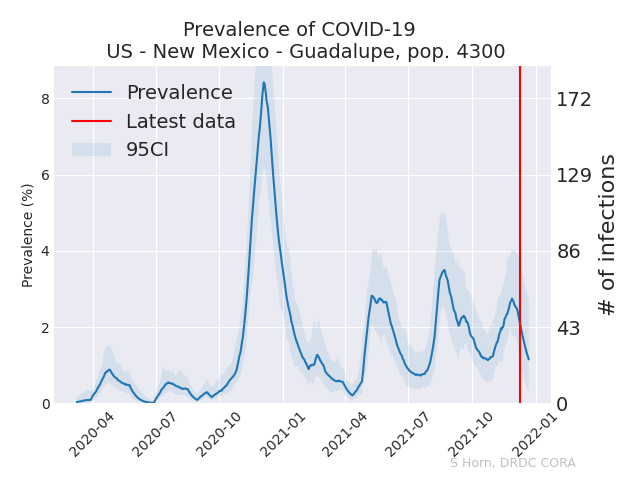 Prevalence of COVID-19
US - New Mexico - Guadalupe, pop. 4300
Prevalence
Latest data
95CI
Prevalence (%)
8
6
4
2
0
172
129
86
43
0
# of infections
2020-04
2020-07
2020-10
2021-01
2021-04
2021-07
2021-10
2022-01
S Horn, DRDC CORA